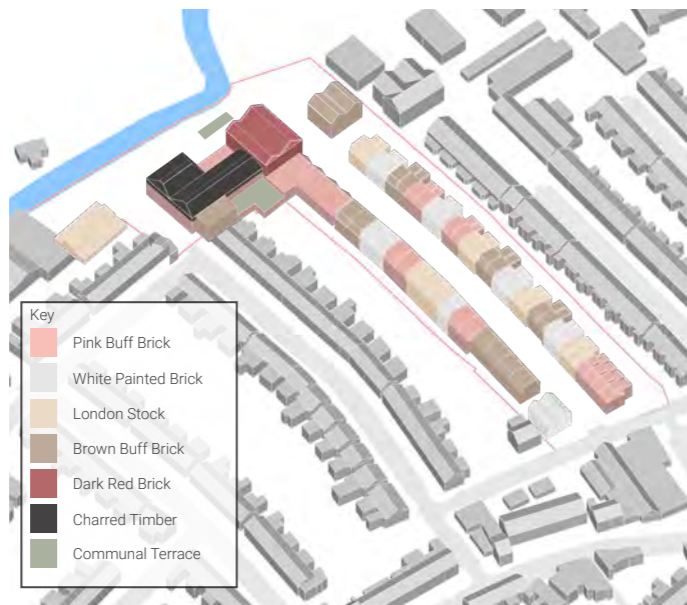 Key
Pink Buff Brick
White Painted Brick
London Stock
Brown Buff Brick
Dark Red Brick
Charred Timber
Communal Terrace